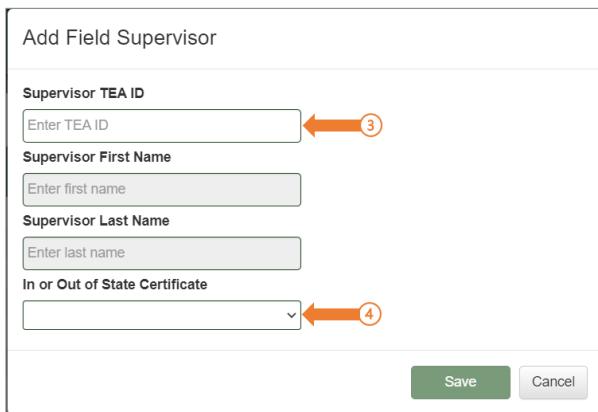 Add Field Supervisor
Supervisor TEA ID
Enter TEA ID
3
Supervisor First Name
Enter first name
Supervisor Last Name
Enter last name
In or Out of State Certificate
4
Save Cancel